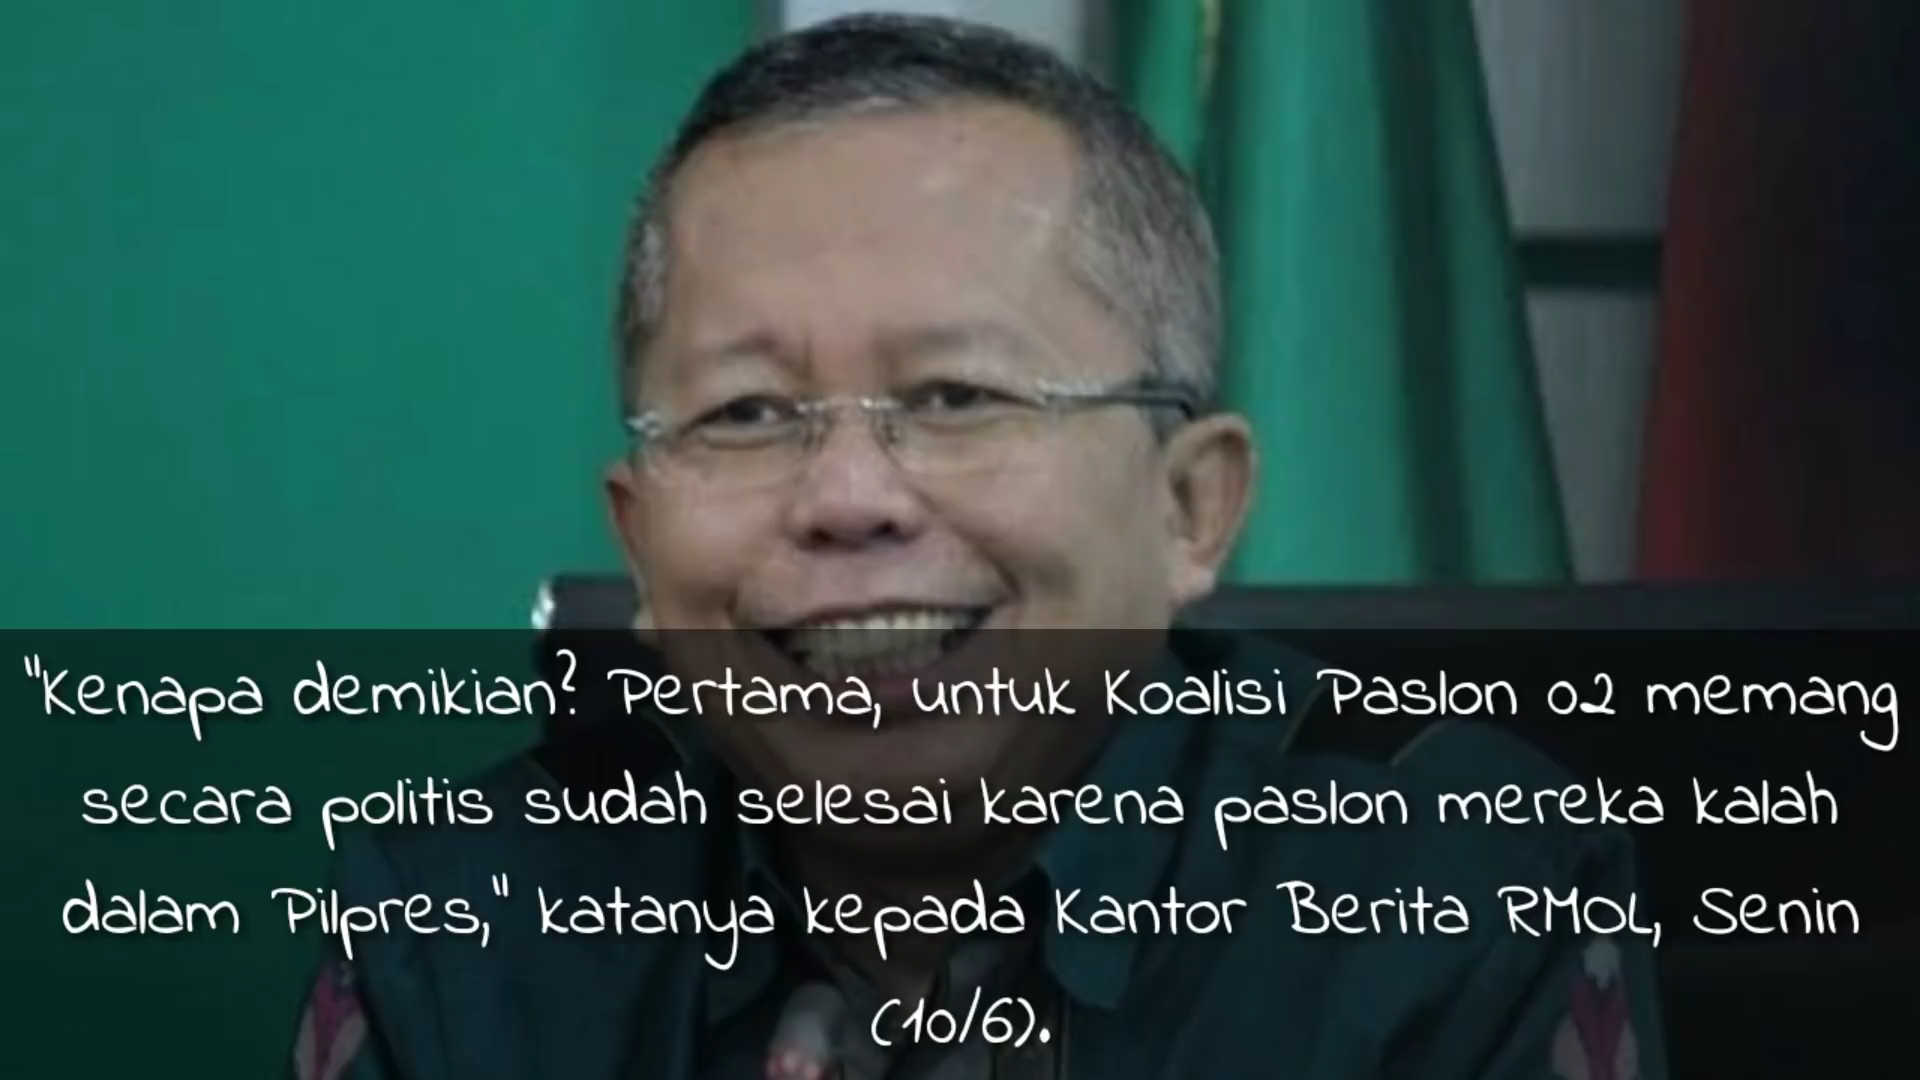 "Kenapa demikian? Pertama, untuk Koalisi Paslon 02 memang
secara politis sudah selesai karena paslon mereka kalah
dalam Pilpres," katanya kepada Kantor Berita RMOL, Senin
(10/6).